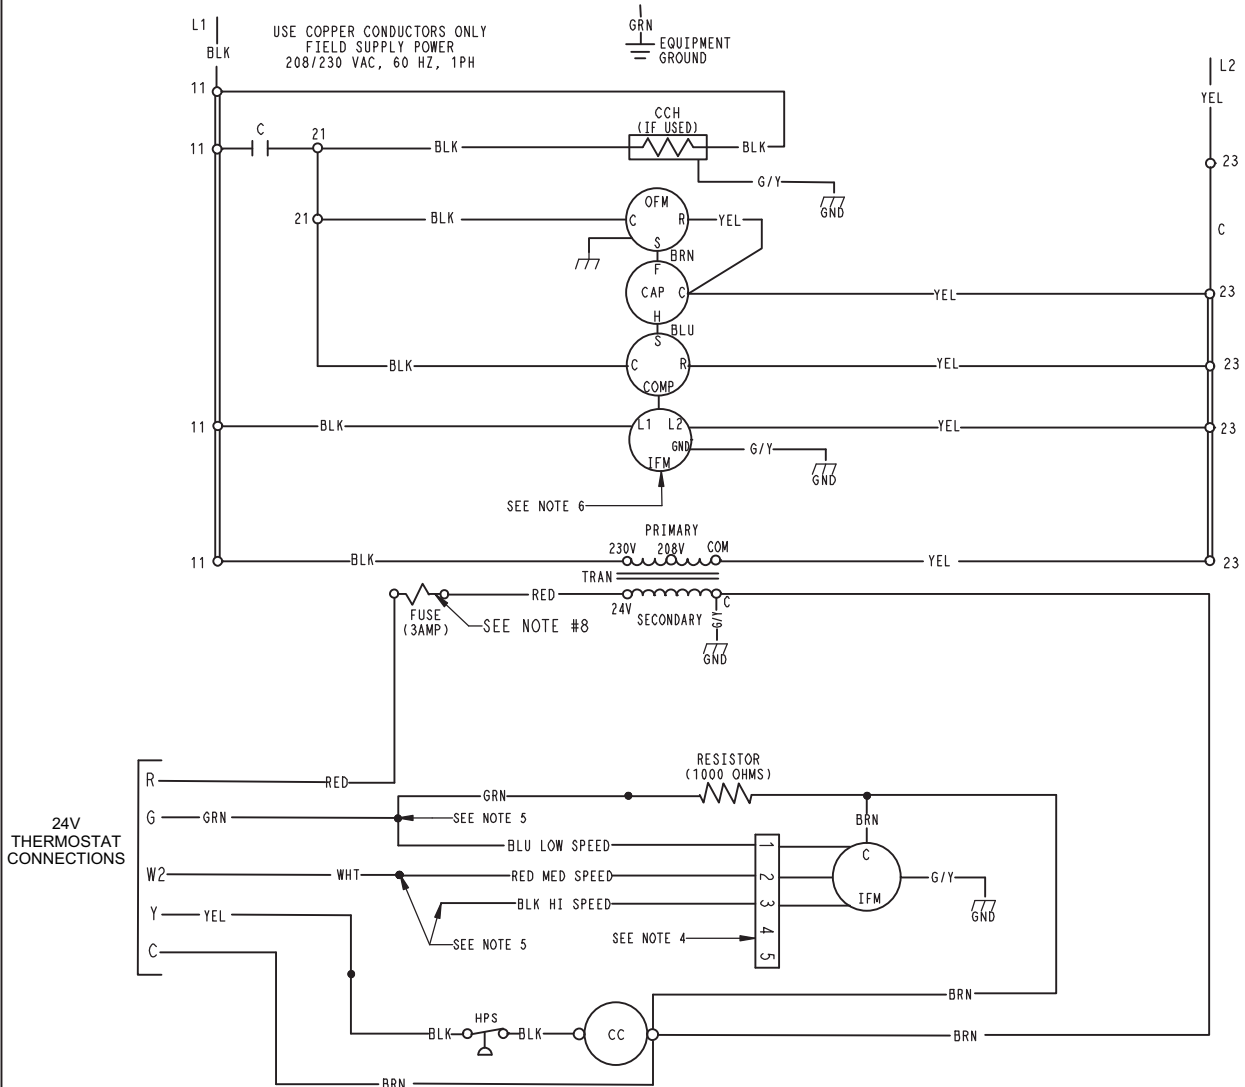 L1
BLK
USE COPPER CONDUCTORS ONLY
FIELD SUPPLY POWER
208/230 VAC, 60 HZ, 1PH
GRN
EQUIPMENT
GROUND
L2
YEL
11
CCH
(IF USED)
11
C
21
BLK
BLK
23
G/Y
GND
21
BLK
OFM
C
R
S
YEL
C
BRN
F
CAP
C
H
YEL
23
BLU
S
BLK
C
R
COMP
YEL
23
11
BLK
L1
L2
GND
IFM
YEL
23
G/Y
GND
SEE NOTE 6
PRIMARY
230V
208V
COM
11
BLK
YEL
23
TRAN
RED
24V
SECONDARY
C
G/Y
GND
FUSE
(3AMP)
SEE NOTE #8
24V
THERMOSTAT
CONNECTIONS
R
RED
RESISTOR
(1000 OHMS)
GRN
G
GRN
SEE NOTE 5
BRN
BLU LOW SPEED
1
C
W2
WHT
RED MED SPEED
2
IFM
G/Y
GND
BLK HI SPEED
3
Y
YEL
SEE NOTE 5
SEE NOTE 4
4
5
C
BRN
HPS
BLK
BLK
CC
BRN
BRN